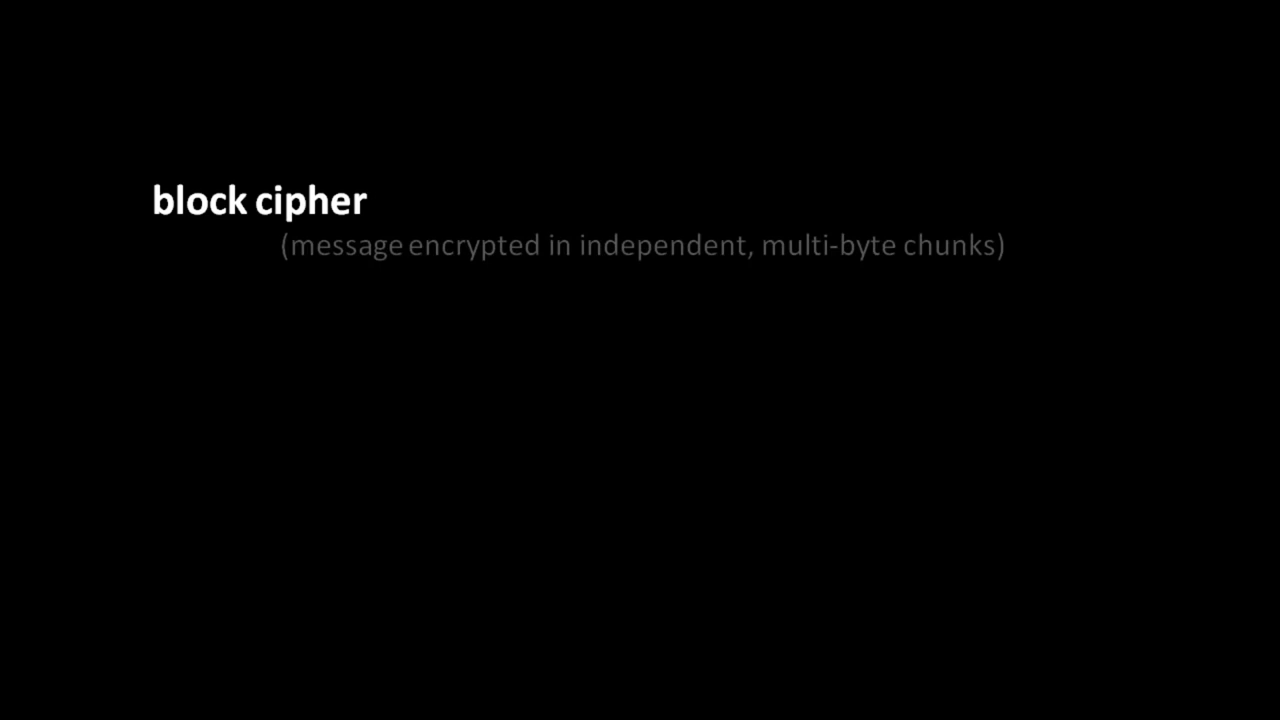 block cipher
(message encrypted in independent, multi-byte chunks)